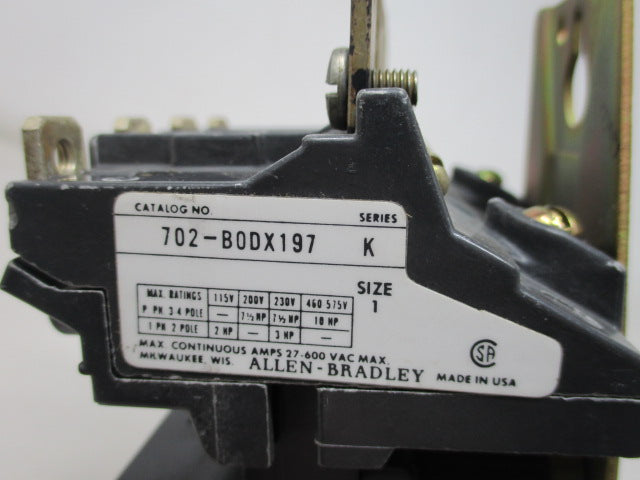 CATALOG NO. SERIES
702-BODX197 K
SIZE
1
MAX. RATINGS 115V 200V 230V 460 575V
P PH 3-4 POLE — 7½ HP 7½ HP 10 HP
1 PH 2 POLE 2 HP — 3 HP —
MAX. CONTINUOUS AMPS 27-600 VAC MAX.
MILWAUKEE, WIS. ALLEN-BRADLEY MADE IN USA
SA